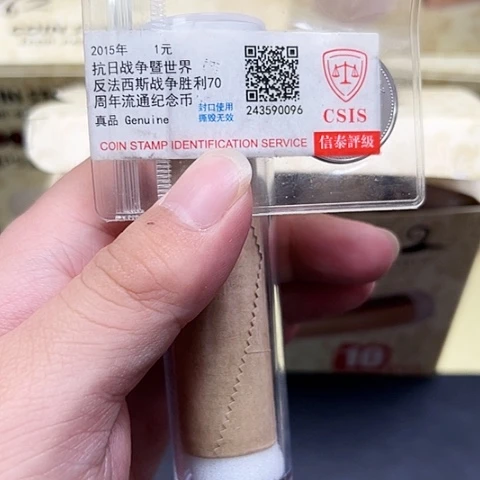 2015年 1元
抗日战争暨世界
反法西斯战争胜利70
周年流通纪念币
真品 Genuine
封口使用
撕毁无效
243590096
CSIS
COIN STAMP IDENTIFICATION SERVICE
信泰評級
10